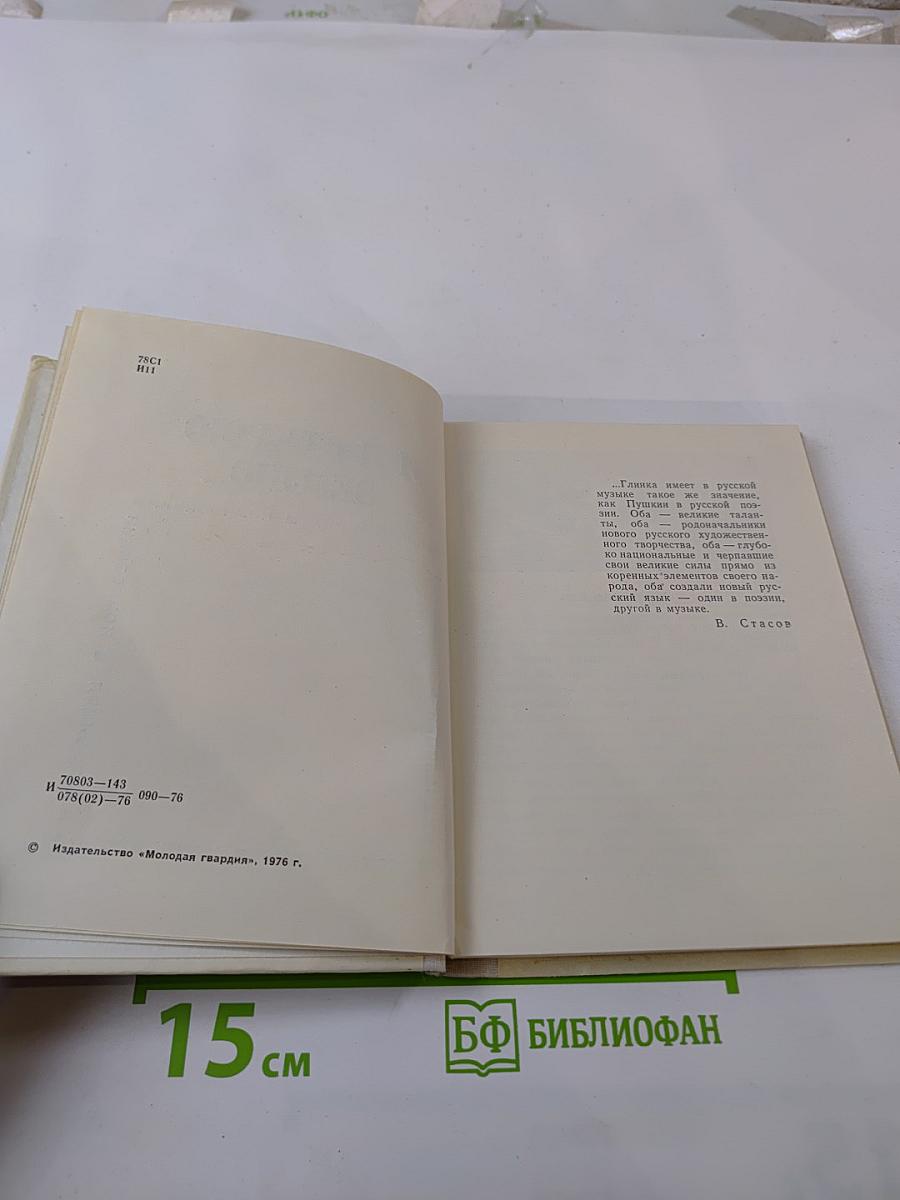 78С1
И11
И 70803—143
078(02)—76 090—76
© Издательство «Молодая гвардия», 1976 г.
...Глинка имеет в русской
музыке такое же значение,
как Пушкин в русской поэ-
зии. Оба — великие талан-
ты, оба — родоначальники
нового русского художествен-
ного творчества, оба — глубо-
ко национальные и черпавшие
свои великие силы прямо из
коренных элементов своего на-
рода, оба создали новый рус-
ский язык — один в поэзии,
другой в музыке.
В. Стасов
15 см
БФ БИБЛИОФАН